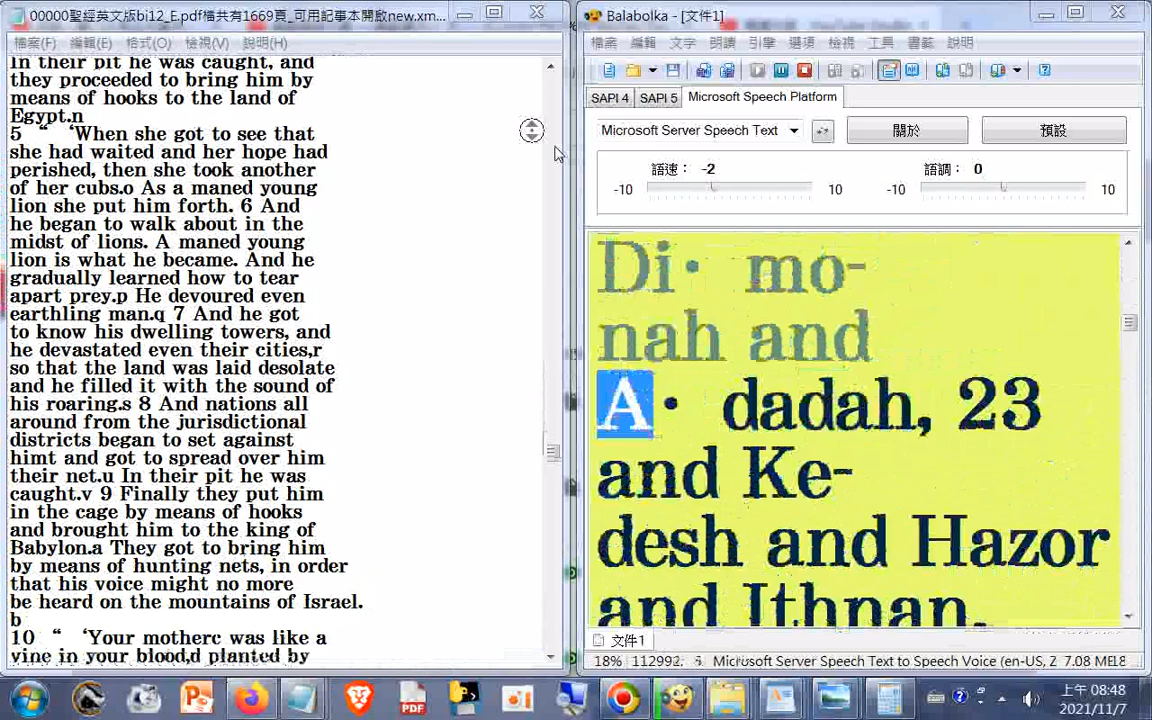 00000聖經英文版bi12_E.pdf檔共有1669頁_可用記事本開啟new.xm...
檔案(F) 編輯(E) 格式(O) 檢視(V) 說明(H)
In their pit he was caught, and
they proceeded to bring him by
means of hooks to the land of
Egypt.n
5 “ ‘When she got to see that
she had waited and her hope had
perished, then she took another
of her cubs.o As a maned young
lion she put him forth. 6 And
he began to walk about in the
midst of lions. A maned young
lion is what he became. And he
gradually learned how to tear
apart prey.p He devoured even
earthling man.q 7 And he got
to know his dwelling towers, and
he devastated even their cities,r
so that the land was laid desolate
and he filled it with the sound of
his roaring.s 8 And nations all
around from the jurisdictional
districts began to set against
himt and got to spread over him
their net.u In their pit he was
caught.v 9 Finally they put him
in the cage by means of hooks
and brought him to the king of
Babylon.a They got to bring him
by means of hunting nets, in order
that his voice might no more
be heard on the mountains of Israel.
b
10 “ ‘Your motherc was like a
vine in your blood,d planted by
Balabolka - [文件1]
檔案 編輯 文字 朗讀 引擎 選項 檢視 工具 書籤 說明
SAPI 4 SAPI 5 Microsoft Speech Platform
Microsoft Server Speech Text 關於 預設
語速： -2 語調： 0
-10 10 -10 10
Di· mo-
nah and
A· dadah, 23
and Ke-
desh and Hazor
and Ithnan,
文件1
18% 112992, Microsoft Server Speech Text to Speech Voice (en-US, Z 7.08 MEL8
PDF
上午 08:48
2021/11/7